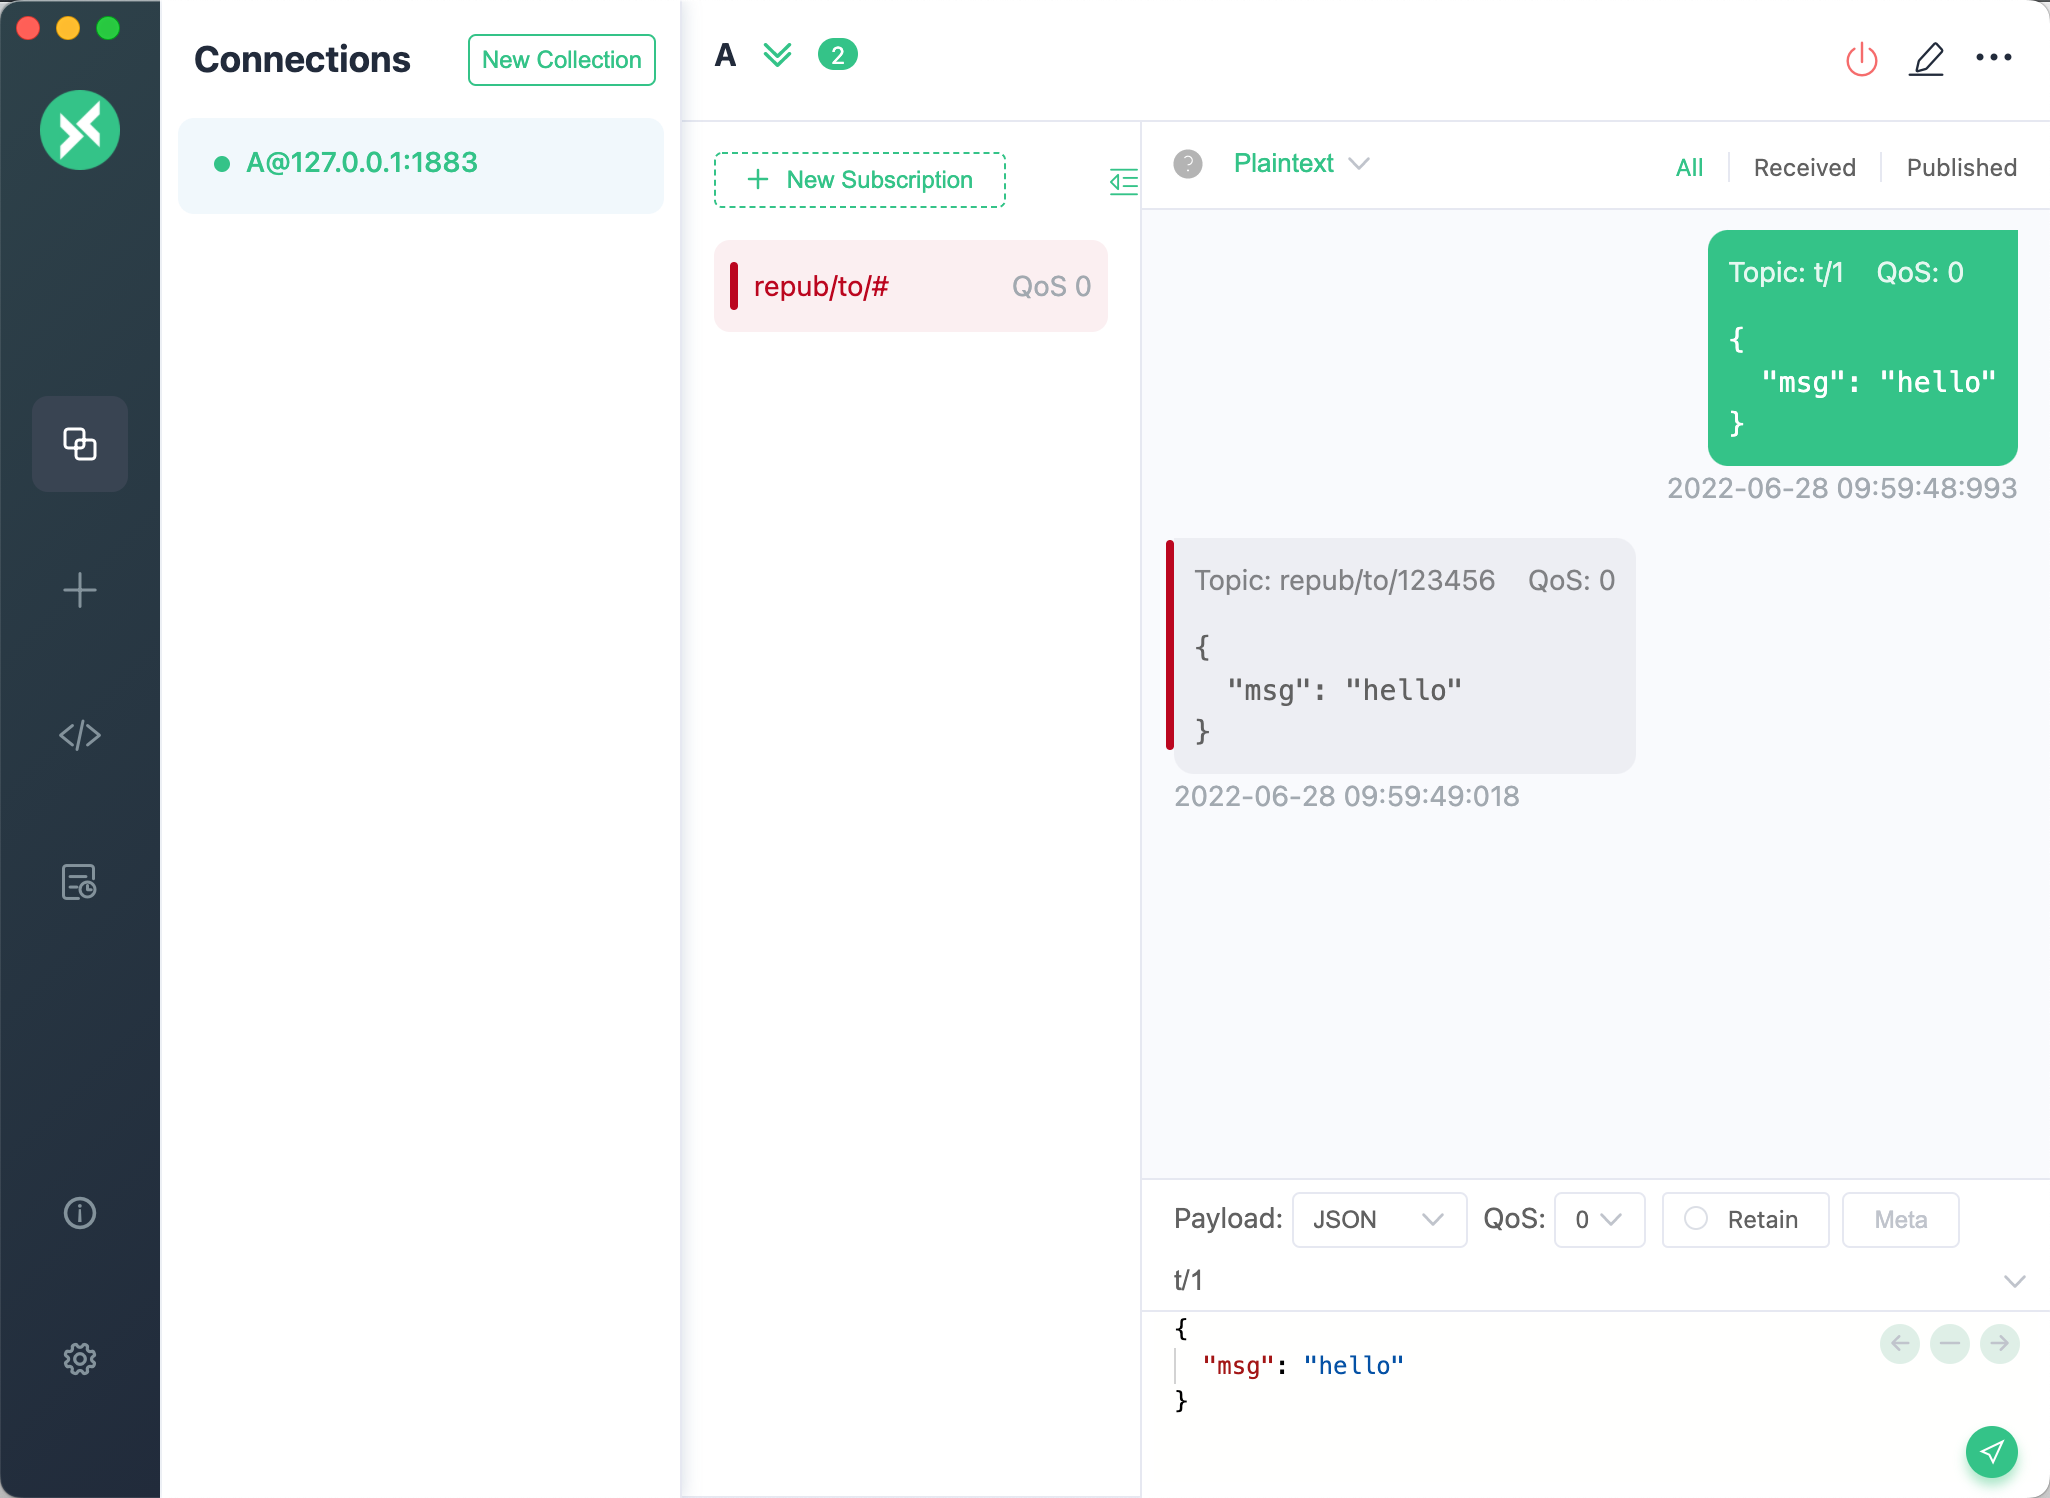 Connections
New Collection
A@127.0.0.1:1883
A
2
New Subscription
repub/to/# QoS 0
? Plaintext
All Received Published
Topic: t/1 QoS: 0
{
"msg": "hello"
}
2022-06-28 09:59:48:993
Topic: repub/to/123456 QoS: 0
{
"msg": "hello"
}
2022-06-28 09:59:49:018
Payload: JSON QoS: 0 Retain Meta
t/1
{
"msg": "hello"
}